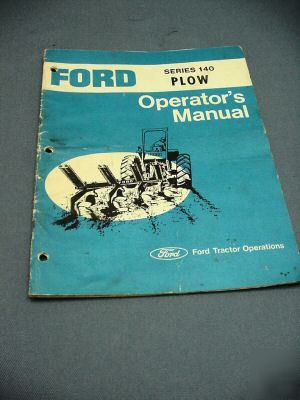 FORD
SERIES 140
PLOW
Operator's
Manual
Ford
Ford Tractor Operations